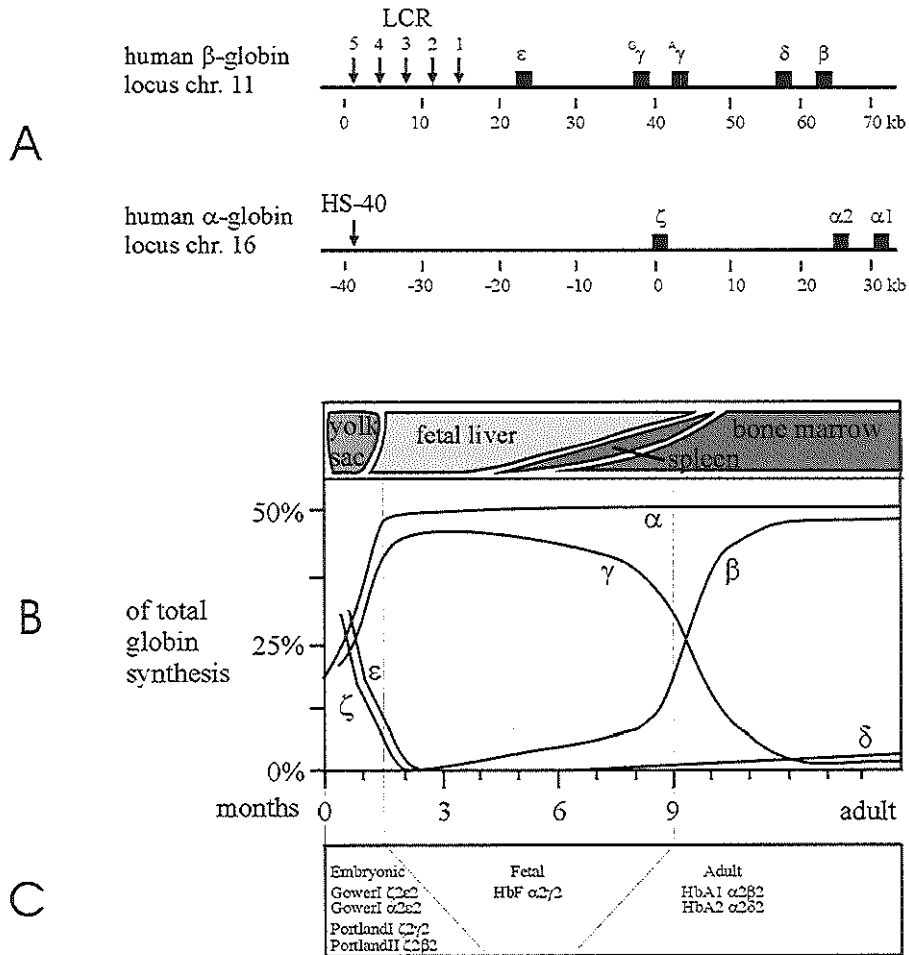 A
LCR
5 4 3 2 1
human β-globin
locus chr. 11
ε Gγ Aγ δ β
0 10 20 30 40 50 60 70 kb
HS-40
human α-globin
locus chr. 16
ζ α2 α1
-40 -30 -20 -10 0 10 20 30 kb
B
yolk
sac
fetal liver
spleen
bone marrow
50%
25%
0%
of total
globin
synthesis
α
γ
β
ε
ζ
δ
months 0 3 6 9 adult
C
Embryonic
GowerI ζ2ε2
GowerI α2ε2
PortlandI ζ2γ2
PortlandII ζ2β2
Fetal
HbF α2γ2
Adult
HbA1 α2β2
HbA2 α2δ2